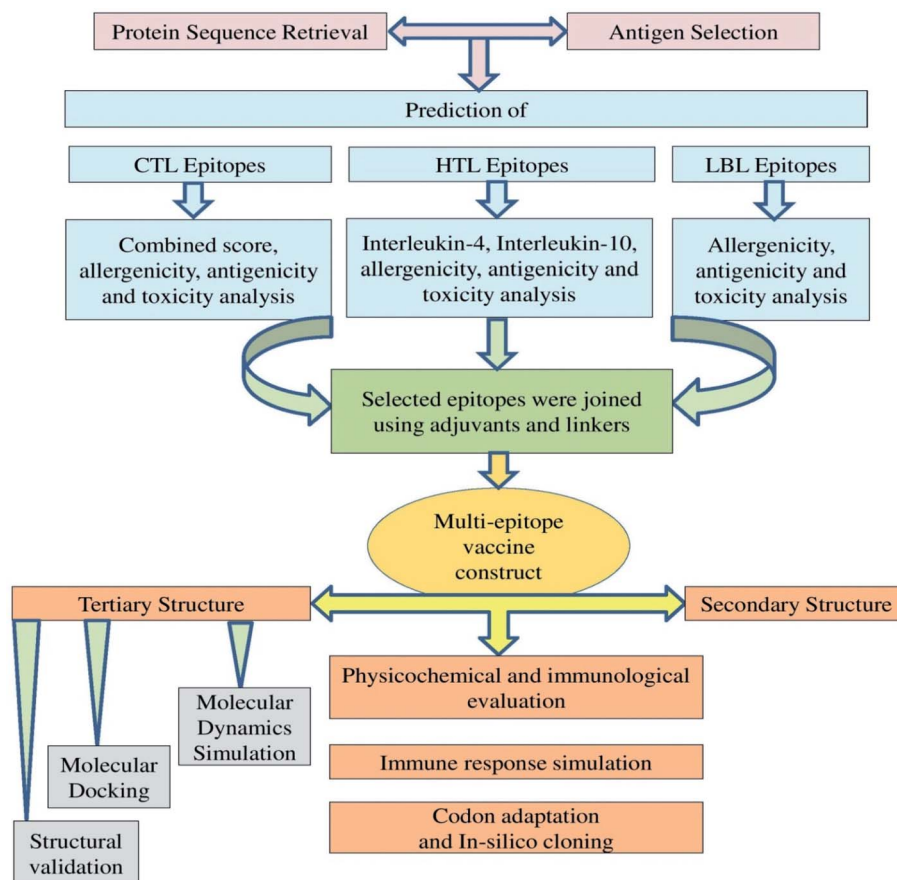 Protein Sequence Retrieval
Antigen Selection
Prediction of
CTL Epitopes
HTL Epitopes
LBL Epitopes
Combined score,
allergenicity, antigenicity
and toxicity analysis
Interleukin-4, Interleukin-10,
allergenicity, antigenicity and
toxicity analysis
Allergenicity,
antigenicity and
toxicity analysis
Selected epitopes were joined
using adjuvants and linkers
Multi-epitope
vaccine
construct
Tertiary Structure
Secondary Structure
Physicochemical and immunological
evaluation
Molecular
Dynamics
Simulation
Immune response simulation
Molecular
Docking
Codon adaptation
and In-silico cloning
Structural
validation